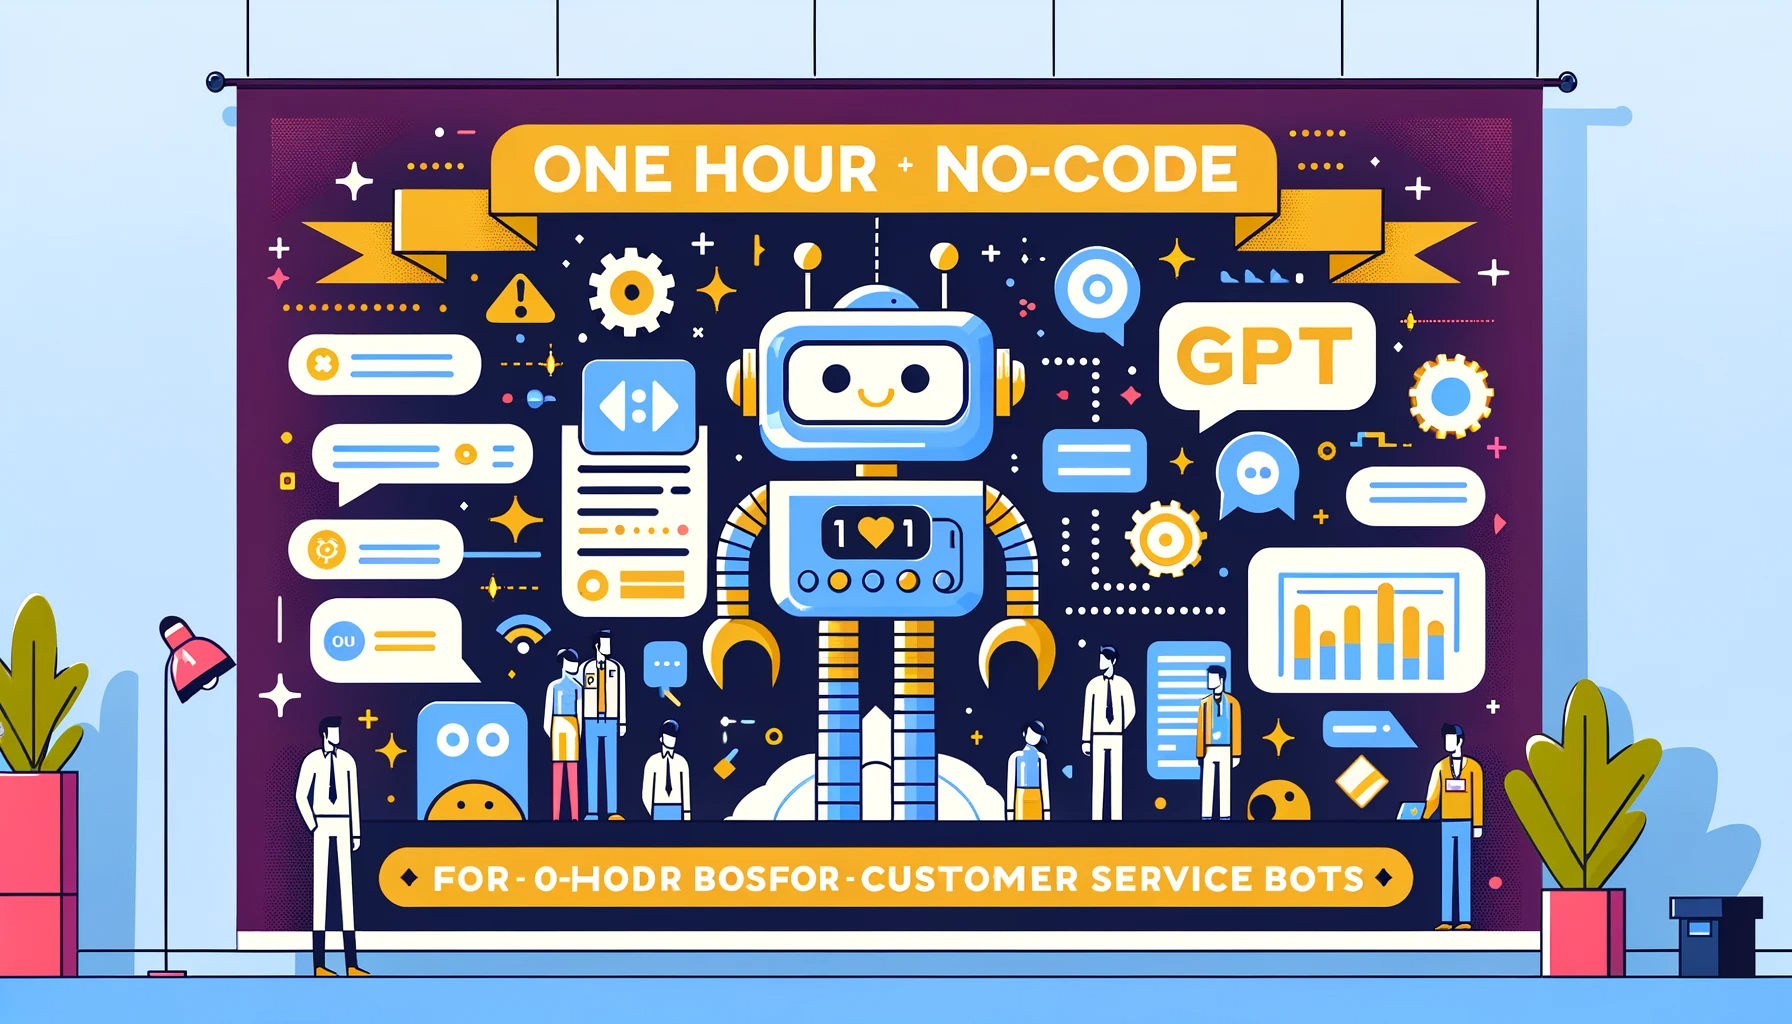 ONE HOUR + NO-CODE
GPT
1 1
OU
FOR - 0-HODR BOSFOR - CUSTOMER SERVICE BOTS